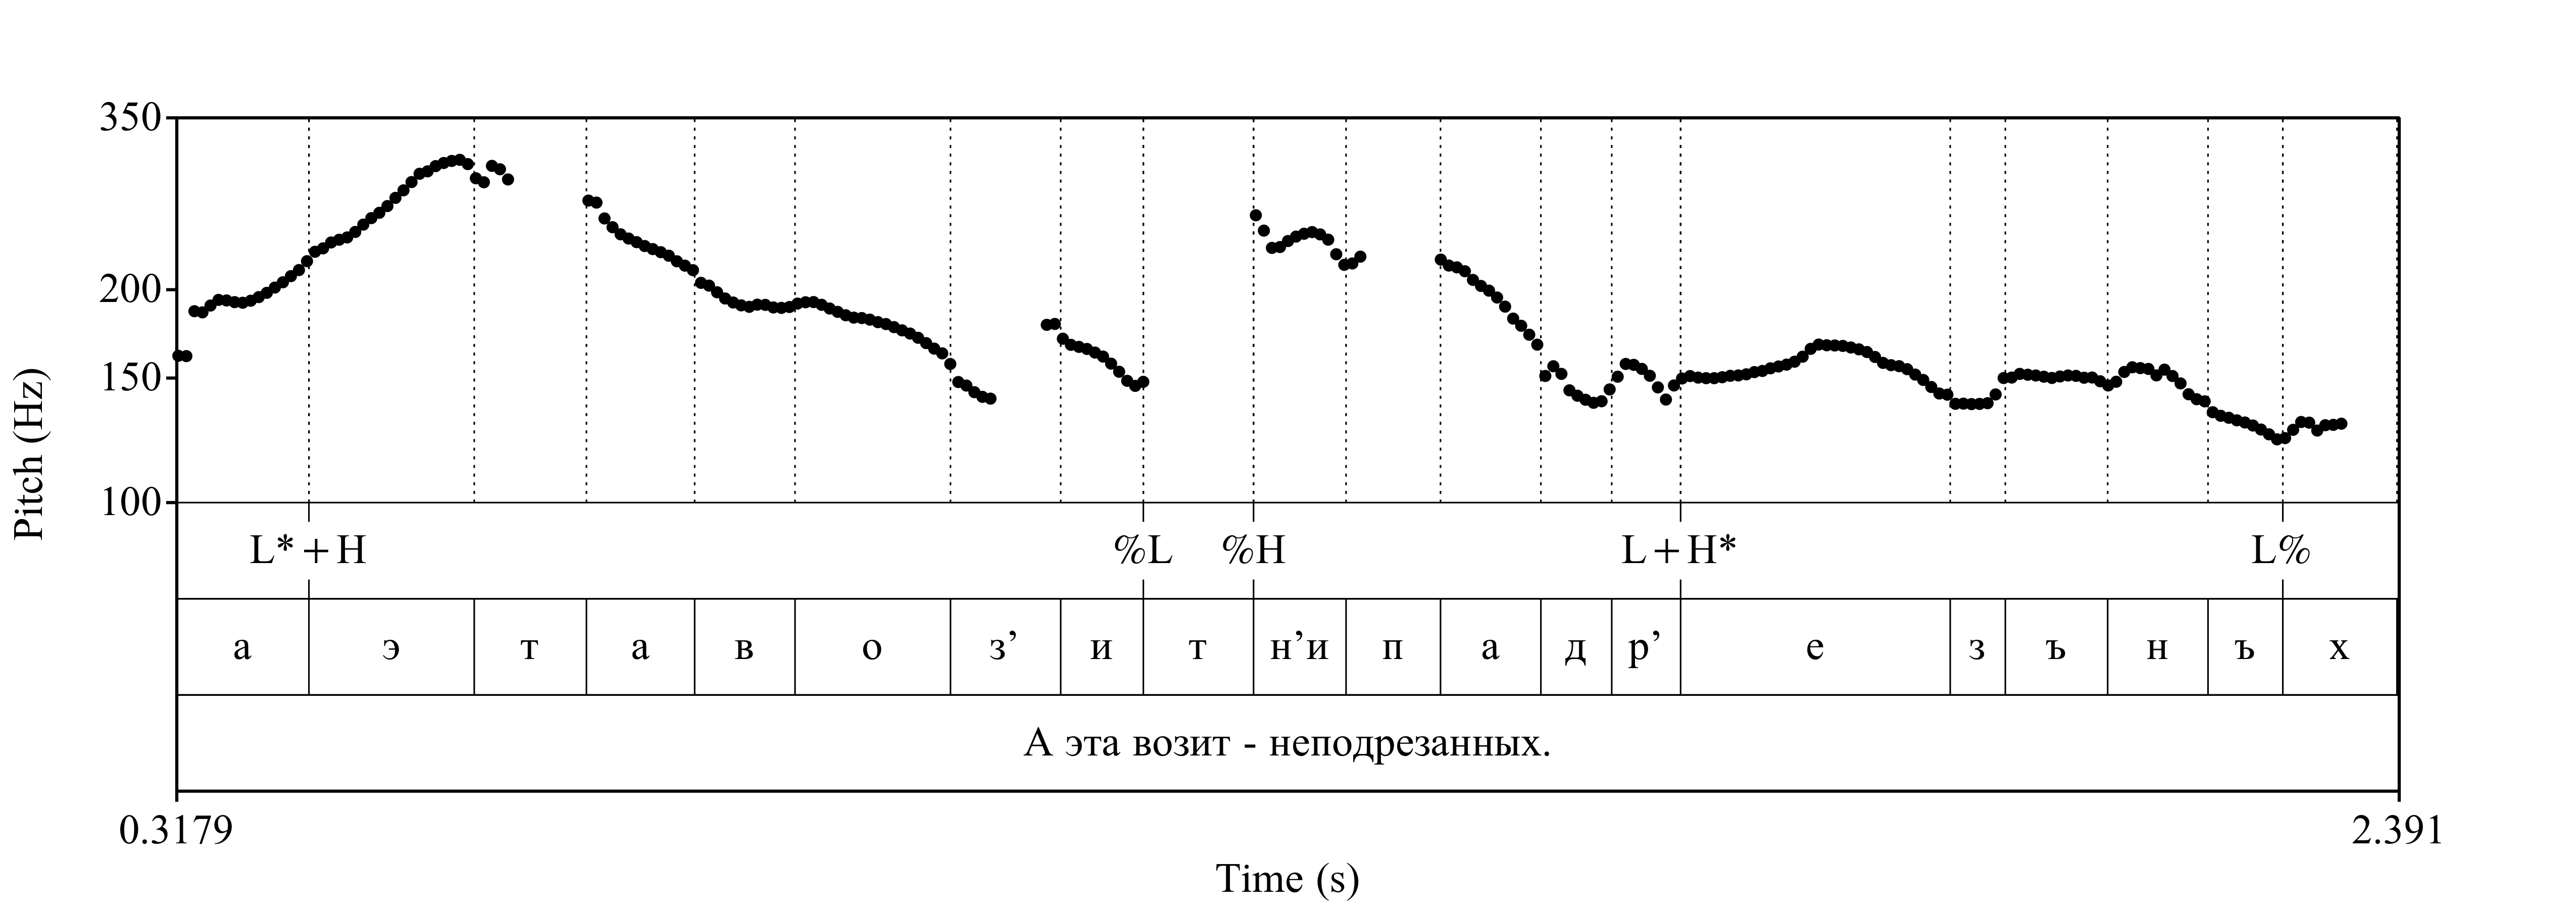 350
200
150
100
Pitch (Hz)
L*+H %L %H L+H* L%
а э т а в о з’ и т н’и п а д р’ е з ъ н ъ х
А эта возит - неподрезанных.
0.3179 2.391
Time (s)